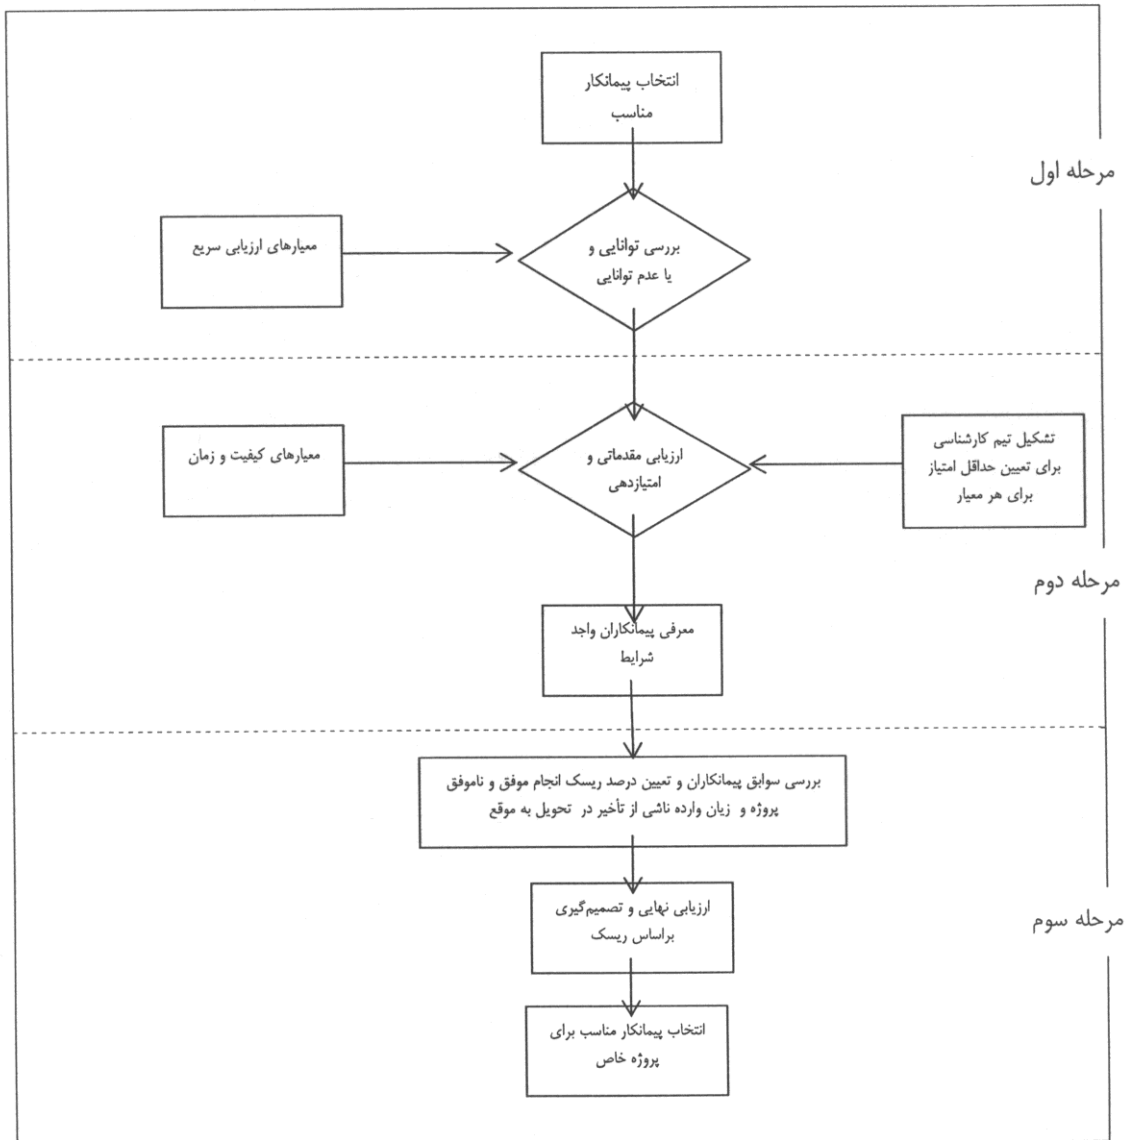 انتخاب پیمانکار
مناسب
مرحله اول
بررسی توانایی و
یا عدم توانایی
معیارهای ارزیابی سریع
تشکیل تیم کارشناسی
برای تعیین حداقل امتیاز
برای هر معیار
ارزیابی مقدماتی و
امتیازدهی
معیارهای کیفیت و زمان
مرحله دوم
معرفی پیمانکاران واجد
شرایط
بررسی سوابق پیمانکاران و تعیین درصد ریسک انجام موفق و ناموفق
پروژه و زیان وارده ناشی از تأخیر در تحویل به موقع
مرحله سوم
ارزیابی نهایی و تصمیم‌گیری
براساس ریسک
انتخاب پیمانکار مناسب برای
پروژه خاص